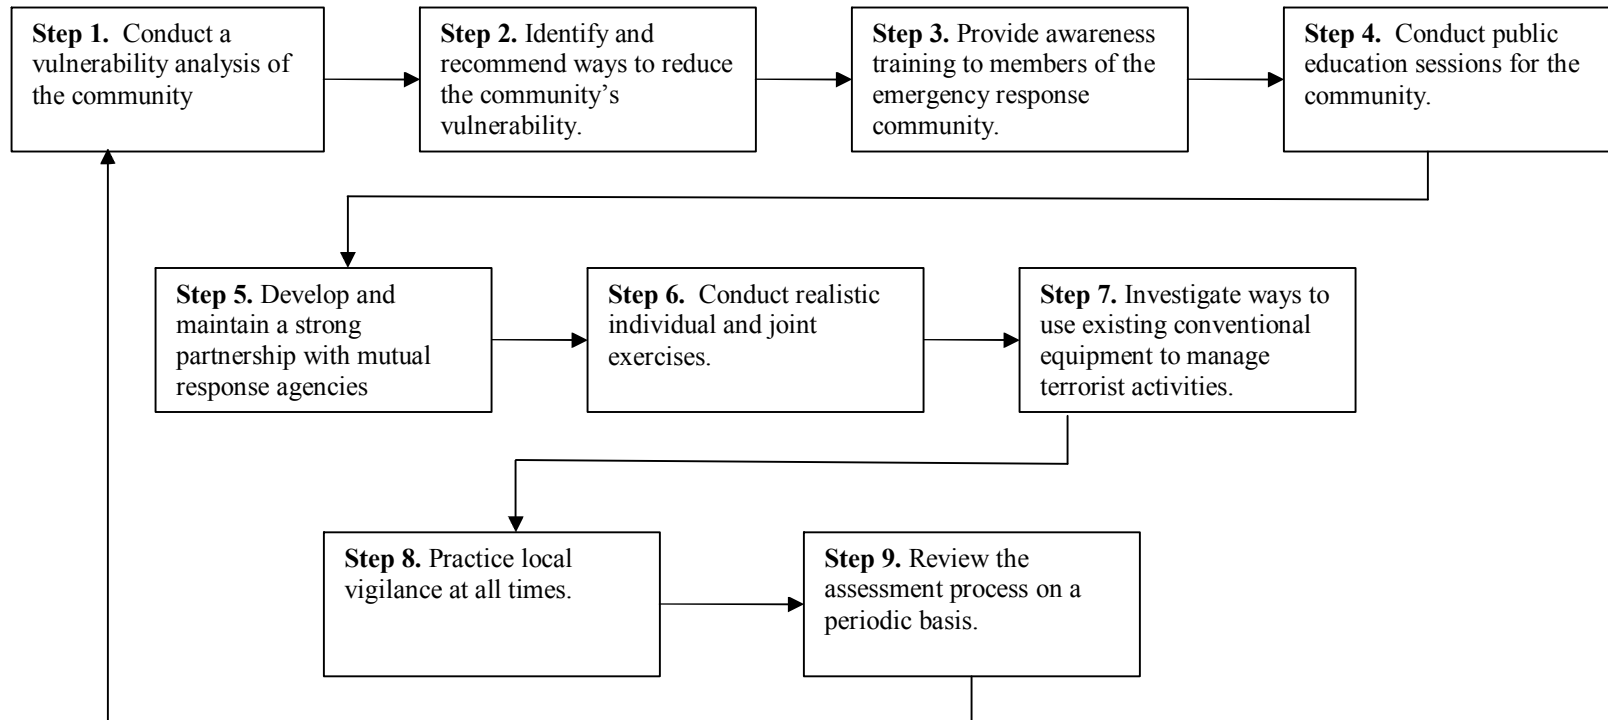 Step 1.  Conduct a
vulnerability analysis of
the community
Step 2. Identify and
recommend ways to reduce
the community’s
vulnerability.
Step 3. Provide awareness
training to members of the
emergency response
community.
Step 4.  Conduct public
education sessions for the
community.
Step 5. Develop and
maintain a strong
partnership with mutual
response agencies
Step 6.  Conduct realistic
individual and joint
exercises.
Step 7. Investigate ways to
use existing conventional
equipment to manage
terrorist activities.
Step 8. Practice local
vigilance at all times.
Step 9. Review the
assessment process on a
periodic basis.